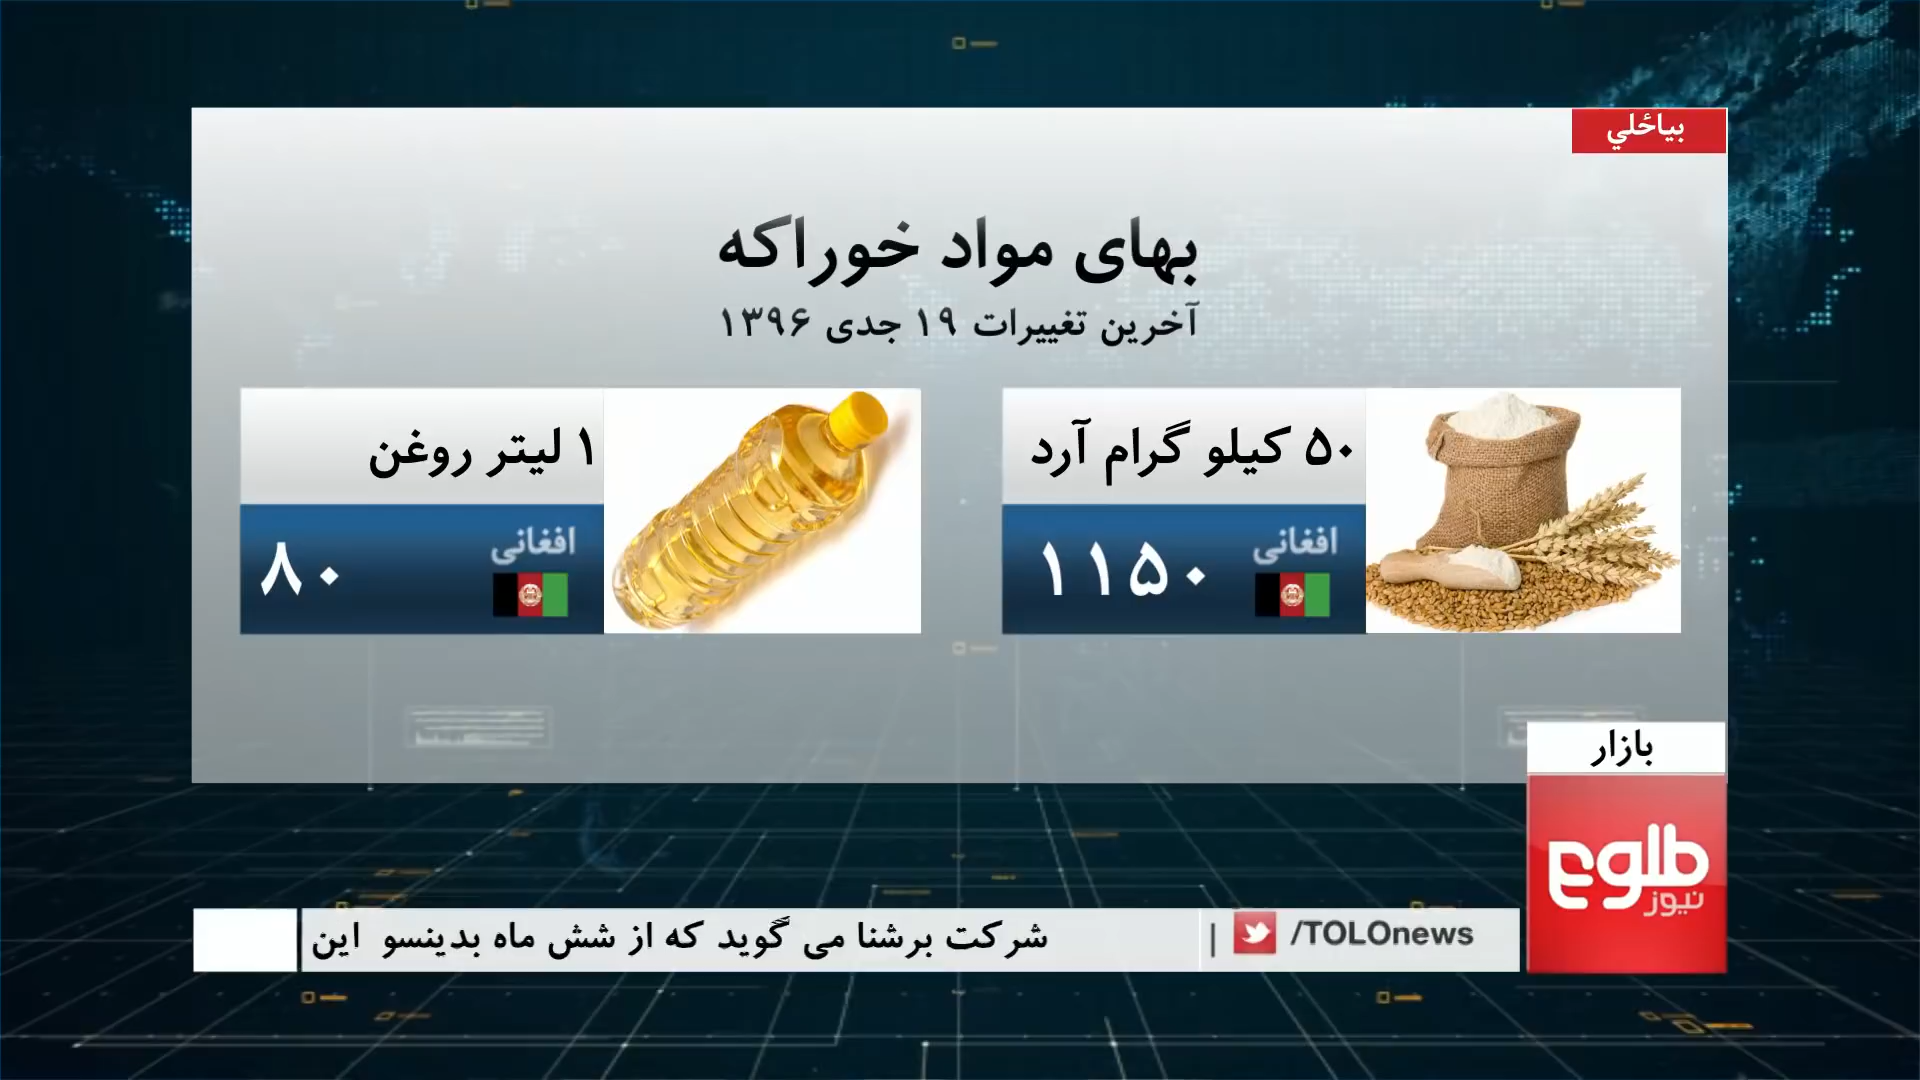 بیاځلي
بهای مواد خوراکه
آخرین تغییرات ۱۹ جدی ۱۳۹۶
۵۰ کیلو گرام آرد
افغانی
۱۱۵۰
۱ لیتر روغن
افغانی
۸۰
بازار
طلوع
نیوز
/TOLOnews |
شرکت برشنا می گوید که از شش ماه بدینسو این